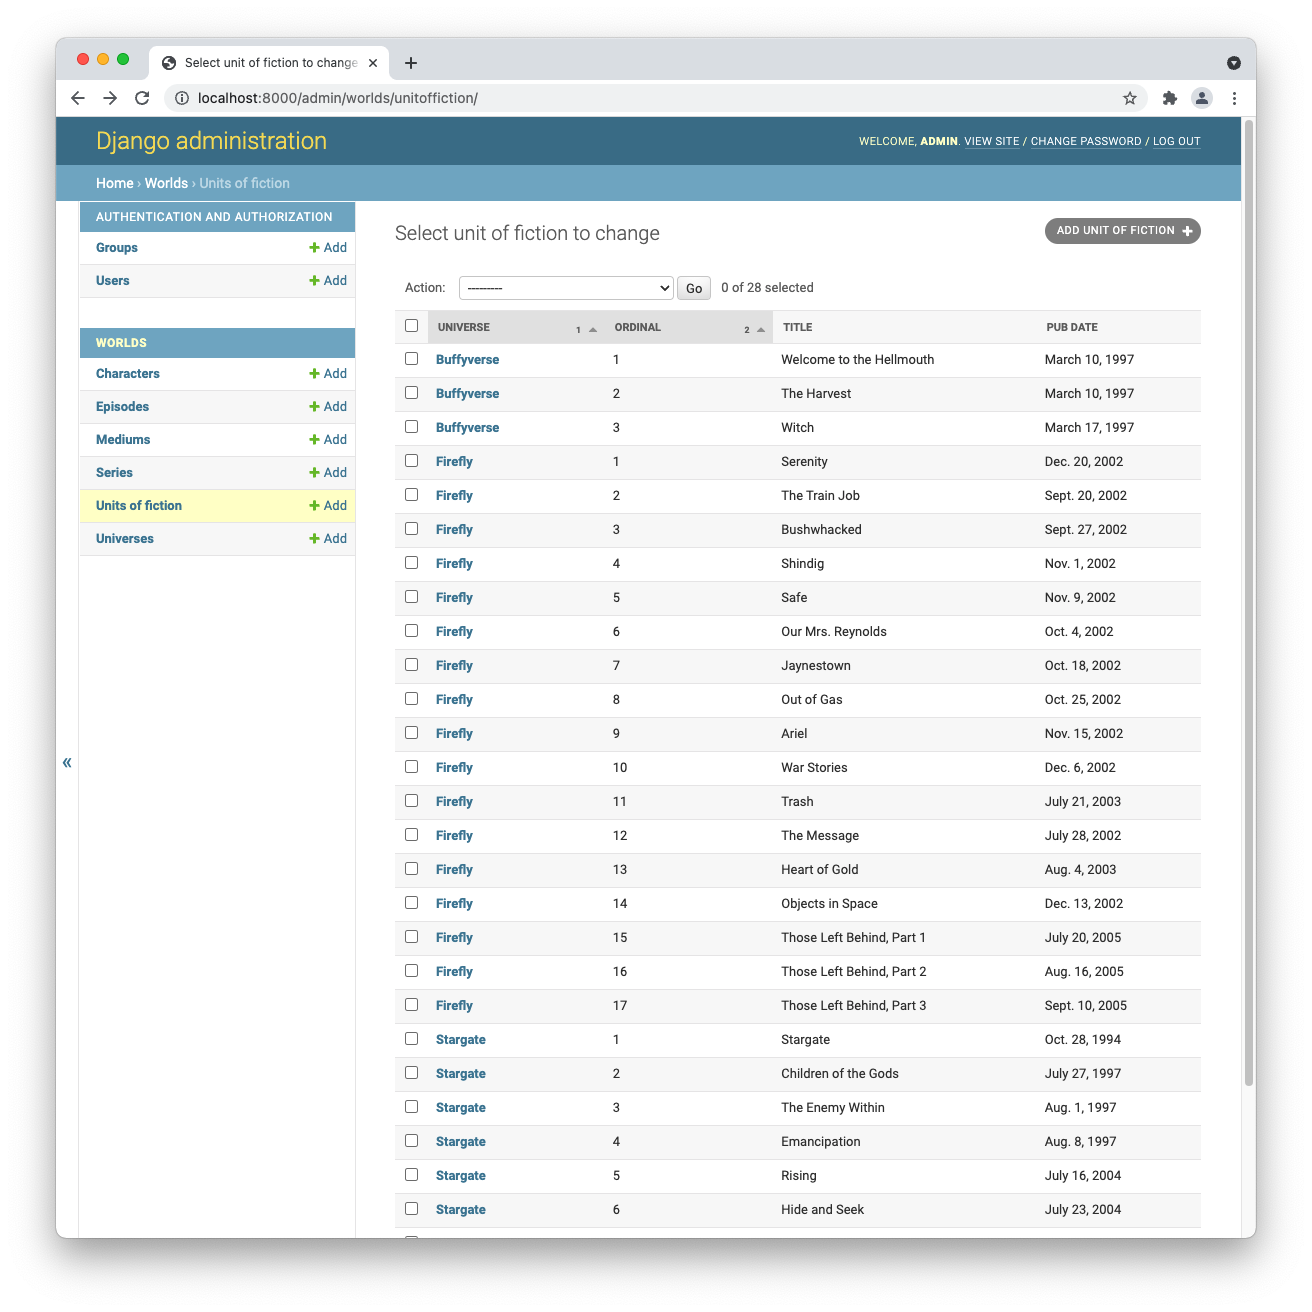 Select unit of fiction to change
localhost:8000/admin/worlds/unitoffiction/
Django administration
WELCOME, ADMIN. VIEW SITE / CHANGE PASSWORD / LOG OUT
Home › Worlds › Units of fiction
AUTHENTICATION AND AUTHORIZATION
Groups + Add
Users + Add
WORLDS
Characters + Add
Episodes + Add
Mediums + Add
Series + Add
Units of fiction + Add
Universes + Add
«
Select unit of fiction to change
ADD UNIT OF FICTION +
Action: --------- Go 0 of 28 selected
UNIVERSE 1 ORDINAL 2 TITLE PUB DATE
Buffyverse 1 Welcome to the Hellmouth March 10, 1997
Buffyverse 2 The Harvest March 10, 1997
Buffyverse 3 Witch March 17, 1997
Firefly 1 Serenity Dec. 20, 2002
Firefly 2 The Train Job Sept. 20, 2002
Firefly 3 Bushwhacked Sept. 27, 2002
Firefly 4 Shindig Nov. 1, 2002
Firefly 5 Safe Nov. 9, 2002
Firefly 6 Our Mrs. Reynolds Oct. 4, 2002
Firefly 7 Jaynestown Oct. 18, 2002
Firefly 8 Out of Gas Oct. 25, 2002
Firefly 9 Ariel Nov. 15, 2002
Firefly 10 War Stories Dec. 6, 2002
Firefly 11 Trash July 21, 2003
Firefly 12 The Message July 28, 2002
Firefly 13 Heart of Gold Aug. 4, 2003
Firefly 14 Objects in Space Dec. 13, 2002
Firefly 15 Those Left Behind, Part 1 July 20, 2005
Firefly 16 Those Left Behind, Part 2 Aug. 16, 2005
Firefly 17 Those Left Behind, Part 3 Sept. 10, 2005
Stargate 1 Stargate Oct. 28, 1994
Stargate 2 Children of the Gods July 27, 1997
Stargate 3 The Enemy Within Aug. 1, 1997
Stargate 4 Emancipation Aug. 8, 1997
Stargate 5 Rising July 16, 2004
Stargate 6 Hide and Seek July 23, 2004